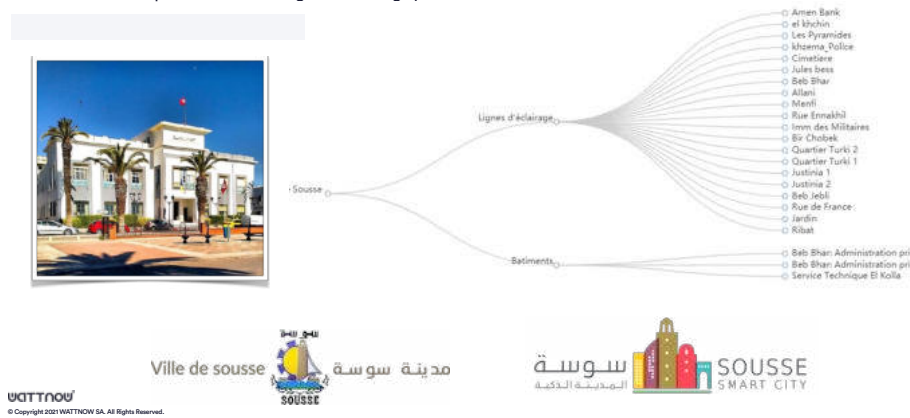 Amen Bank
el khchin
Les Pyramides
khzema_Police
Cimetiere
Jules bess
Beb Bhar
Allani
Menfi
Rue Ennakhil
Imm des Militaires
Bir Chobek
Quartier Turki 2
Quartier Turki 1
Justinia 1
Justinia 2
Beb Jebli
Rue de France
Jardin
Ribat
Lignes d'éclairage
Sousse
Batiments
Beb Bhar: Administration pri
Beb Bhar: Administration pri
Service Technique El Kolla
Ville de sousse
سوسة
SOUSSE
مدينة سوسة
سوسة
المدينة الذكية
SOUSSE
SMART CITY
WATTNOW
© Copyright 2021 WATTNOW SA. All Rights Reserved.